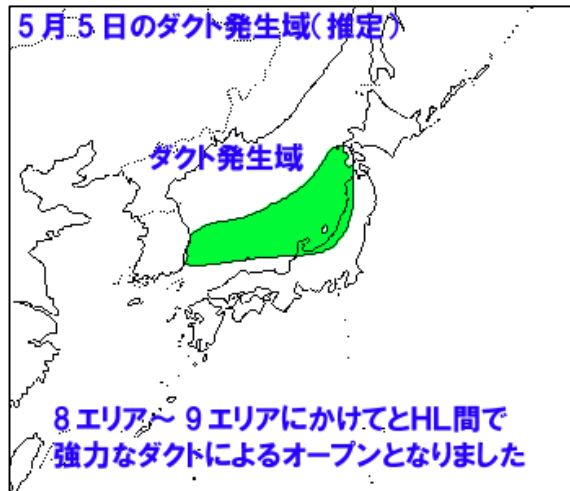 5月5日のダクト発生域(推定)
ダクト発生域
8エリア～9エリアにかけてとHL間で
強力なダクトによるオープンとなりました